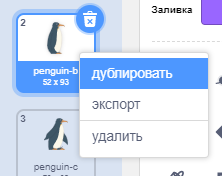 Заливка
2
penguin-b
52 x 93
дублировать
экспорт
удалить
3
penguin-c